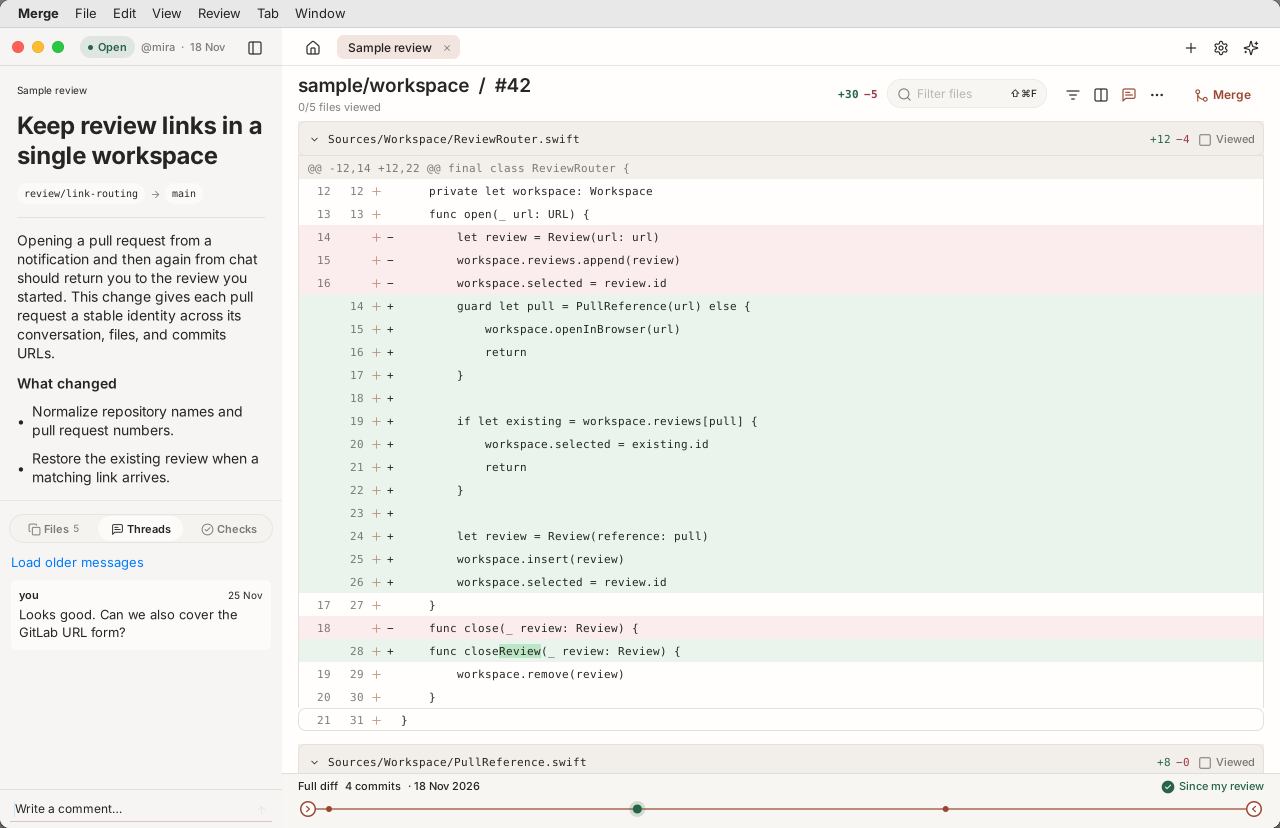 Merge File Edit View Review Tab Window
Open @mira · 18 Nov
Sample review ×
Sample review
Keep review links in a
single workspace
review/link-routing → main
Opening a pull request from a
notification and then again from chat
should return you to the review you
started. This change gives each pull
request a stable identity across its
conversation, files, and commits
URLs.
What changed
• Normalize repository names and
pull request numbers.
• Restore the existing review when a
matching link arrives.
Files 5 Threads Checks
Load older messages
you 25 Nov
Looks good. Can we also cover the
GitLab URL form?
Write a comment...
sample/workspace / #42
0/5 files viewed
+30 −5 Filter files ⇧⌘F Merge
Sources/Workspace/ReviewRouter.swift +12 −4 Viewed
@@ -12,14 +12,22 @@ final class ReviewRouter {
12 12 + private let workspace: Workspace
13 13 + func open(_ url: URL) {
14 + − let review = Review(url: url)
15 + − workspace.reviews.append(review)
16 + − workspace.selected = review.id
14 + + guard let pull = PullReference(url) else {
15 + + workspace.openInBrowser(url)
16 + + return
17 + + }
18 + +
19 + + if let existing = workspace.reviews[pull] {
20 + + workspace.selected = existing.id
21 + + return
22 + + }
23 + +
24 + + let review = Review(reference: pull)
25 + + workspace.insert(review)
26 + + workspace.selected = review.id
17 27 + }
18 + − func close(_ review: Review) {
28 + + func closeReview(_ review: Review) {
19 29 + workspace.remove(review)
20 30 + }
21 31 + }
Sources/Workspace/PullReference.swift +8 −0 Viewed
Full diff 4 commits · 18 Nov 2026 Since my review